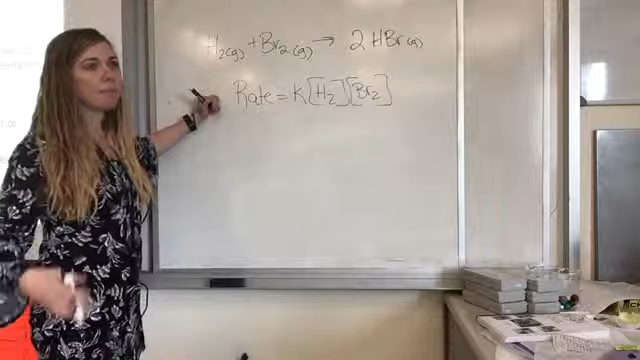 H2(g) + Br2(g) → 2 HBr(g)
Rate = K[H2][Br2]